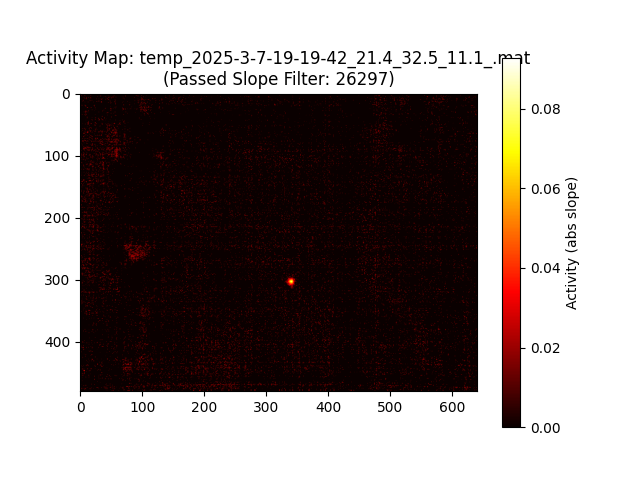 Activity Map: temp_2025-3-7-19-19-42_21.4_32.5_11.1_.mat
(Passed Slope Filter: 26297)
0
100
200
300
400
0 100 200 300 400 500 600
0.08
0.06
0.04
0.02
0.00
Activity (abs slope)